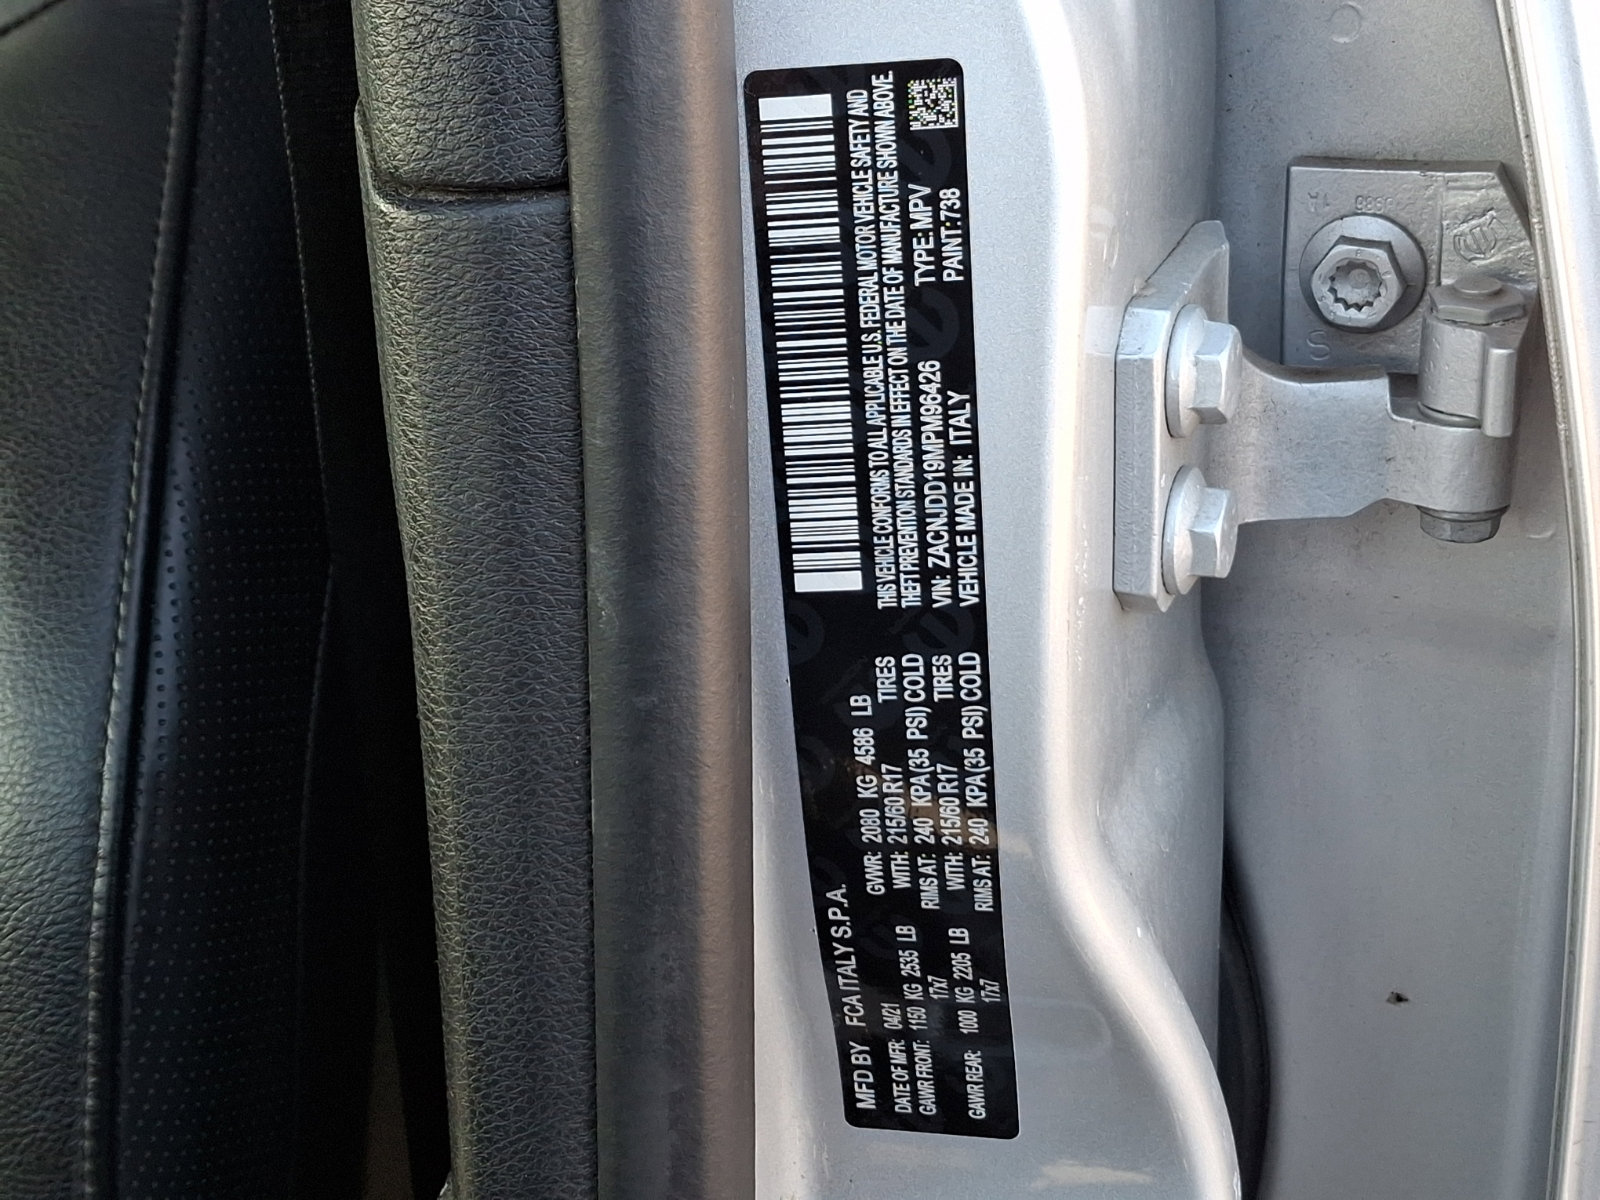 MFD BY FCA ITALY S.P.A.
DATE OF MFR: 04/21 GVWR: 2080 KG 4586 LB
GAWR FRONT: 1150 KG 2535 LB WITH: 215/60 R17 TIRES
17x7 RIMS AT: 240 KPA(35 PSI) COLD
GAWR REAR: 1000 KG 2205 LB WITH: 215/60 R17 TIRES
17x7 RIMS AT: 240 KPA(35 PSI) COLD
THIS VEHICLE CONFORMS TO ALL APPLICABLE U.S. FEDERAL MOTOR VEHICLE SAFETY AND
THEFT PREVENTION STANDARDS IN EFFECT ON THE DATE OF MANUFACTURE SHOWN ABOVE.
VIN: ZACNJDD19MPM96426 TYPE: MPV
VEHICLE MADE IN: ITALY PAINT: 738
1A
S